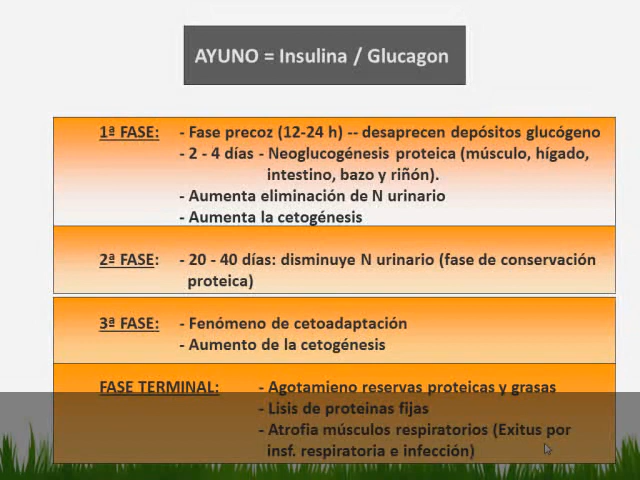 AYUNO = Insulina / Glucagon
1ª FASE: - Fase precoz (12-24 h) -- desaprecen depósitos glucógeno
- 2 - 4 días - Neoglucogénesis proteica (músculo, hígado,
intestino, bazo y riñón).
- Aumenta eliminación de N urinario
- Aumenta la cetogénesis
2ª FASE: - 20 - 40 días: disminuye N urinario (fase de conservación
proteica)
3ª FASE: - Fenómeno de cetoadaptación
- Aumento de la cetogénesis
FASE TERMINAL: - Agotamieno reservas proteicas y grasas
- Lisis de proteinas fijas
- Atrofia músculos respiratorios (Exitus por
insf. respiratoria e infección)